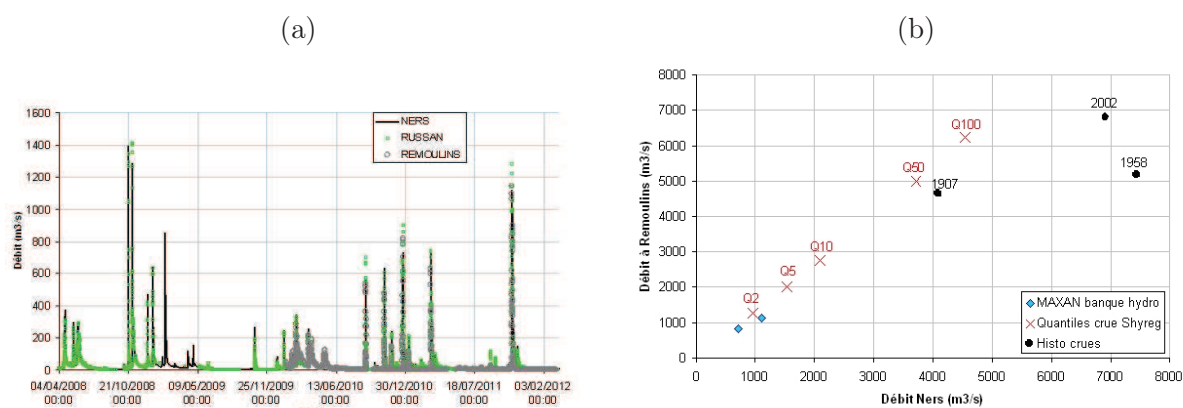 (a)
(b)
Débit (m3/s)
1600
1400
1200
1000
800
600
400
200
0
NERS
RUSSAN
REMOULINS
04/04/2008 00:00
21/10/2008 00:00
09/05/2009 00:00
25/11/2009 00:00
13/06/2010 00:00
30/12/2010 00:00
18/07/2011 00:00
03/02/2012 00:00
Débit à Remoulins (m3/s)
8000
7000
6000
5000
4000
3000
2000
1000
0
2002
Q100
1958
Q50
1907
Q10
Q5
Q2
MAXAN banque hydro
Quantiles crue Shyreg
Histo crues
0 1000 2000 3000 4000 5000 6000 7000 8000
Débit Ners (m3/s)